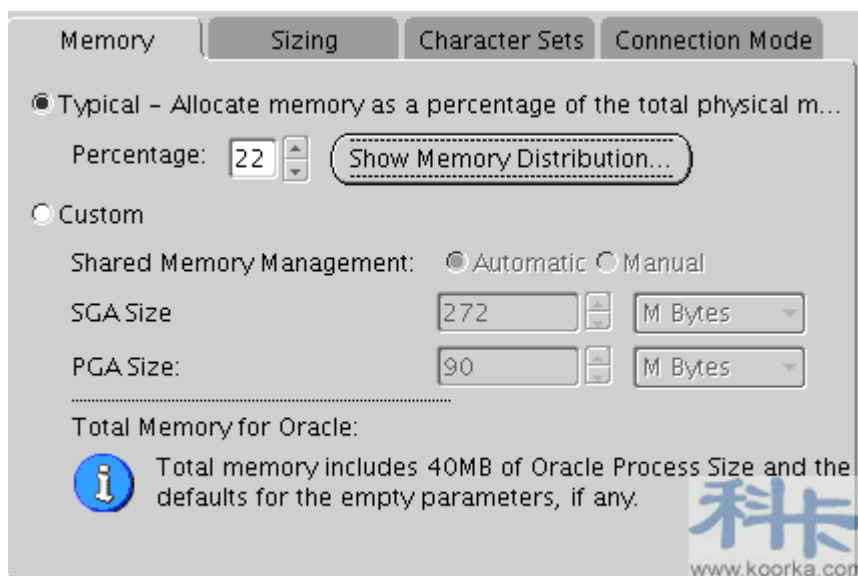 Memory
Sizing
Character Sets
Connection Mode
Typical – Allocate memory as a percentage of the total physical m...
Percentage: 22 Show Memory Distribution...
Custom
Shared Memory Management: Automatic Manual
SGA Size 272 M Bytes
PGA Size: 90 M Bytes
Total Memory for Oracle:
Total memory includes 40MB of Oracle Process Size and the
defaults for the empty parameters, if any.
科卡
www.koorka.com